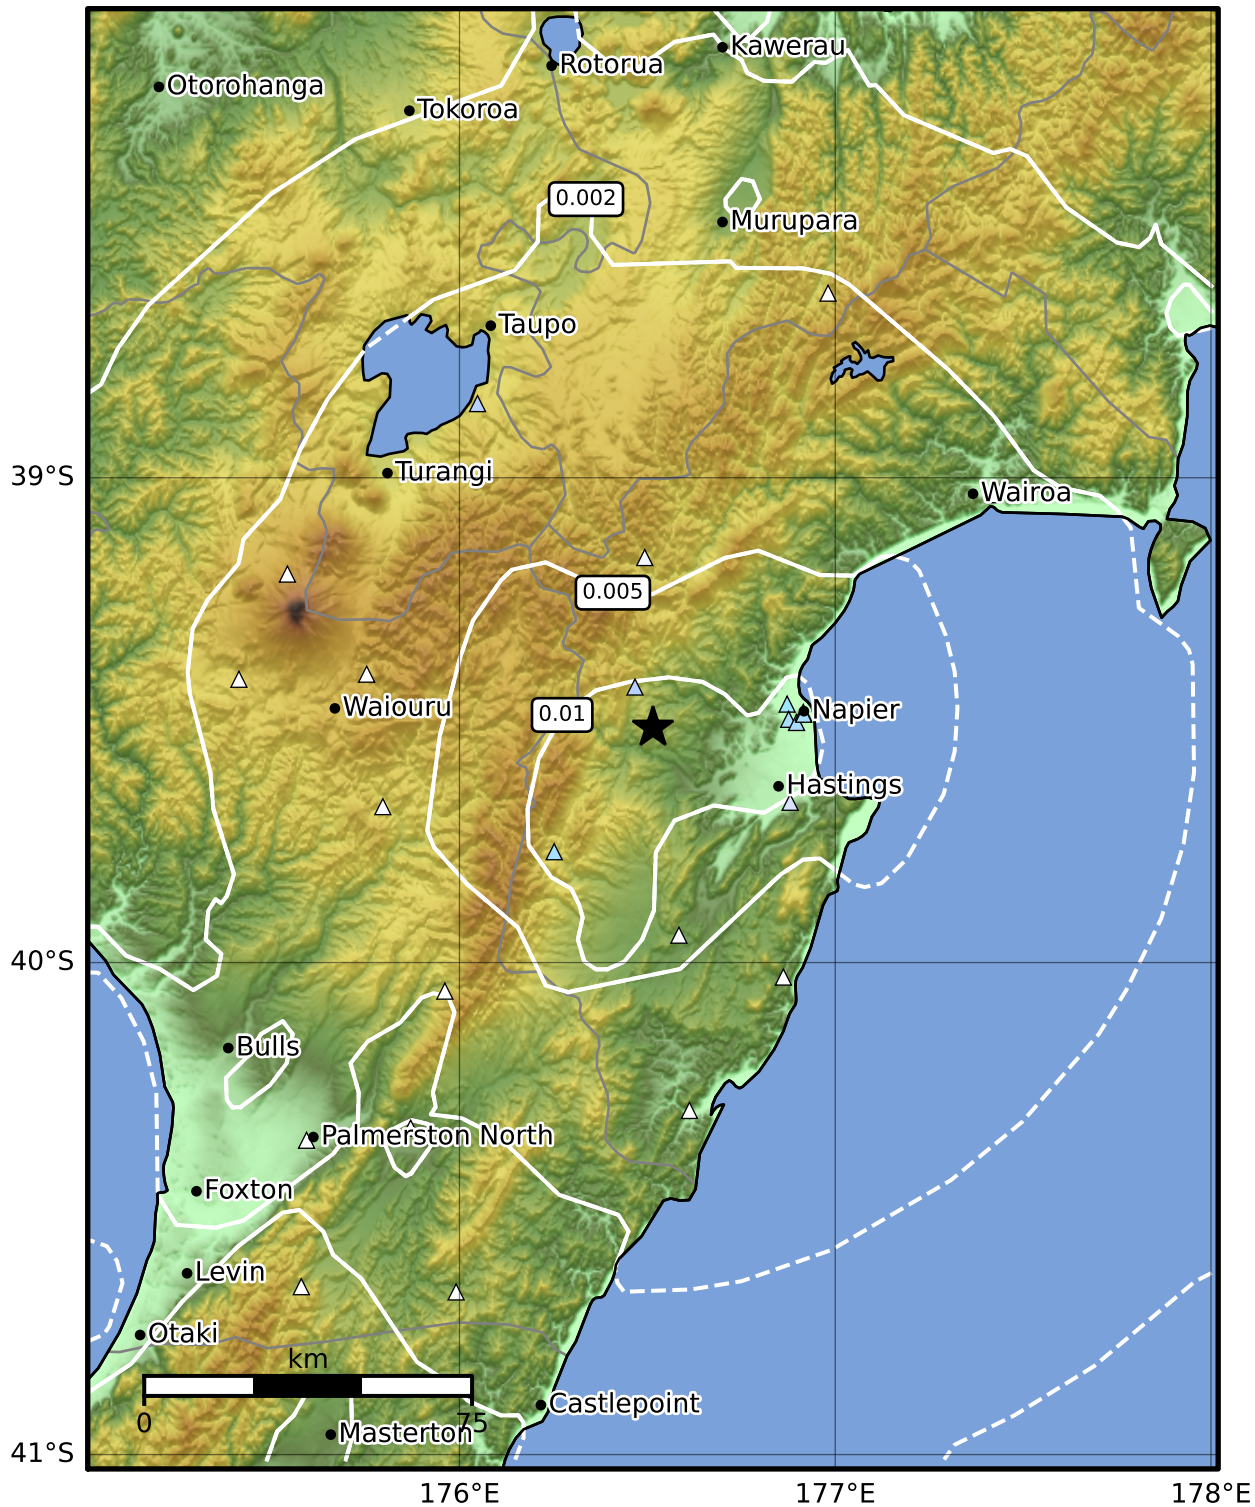 Kawerau
Rotorua
Otorohanga
Tokoroa
0.002
Murupara
Taupo
Turangi
39°S
Wairoa
0.005
Waiouru
0.01
Napier
Hastings
40°S
Bulls
Palmerston North
Foxton
Levin
Otaki
km
0
75
Castlepoint
Masterton
41°S
176°E
177°E
178°E